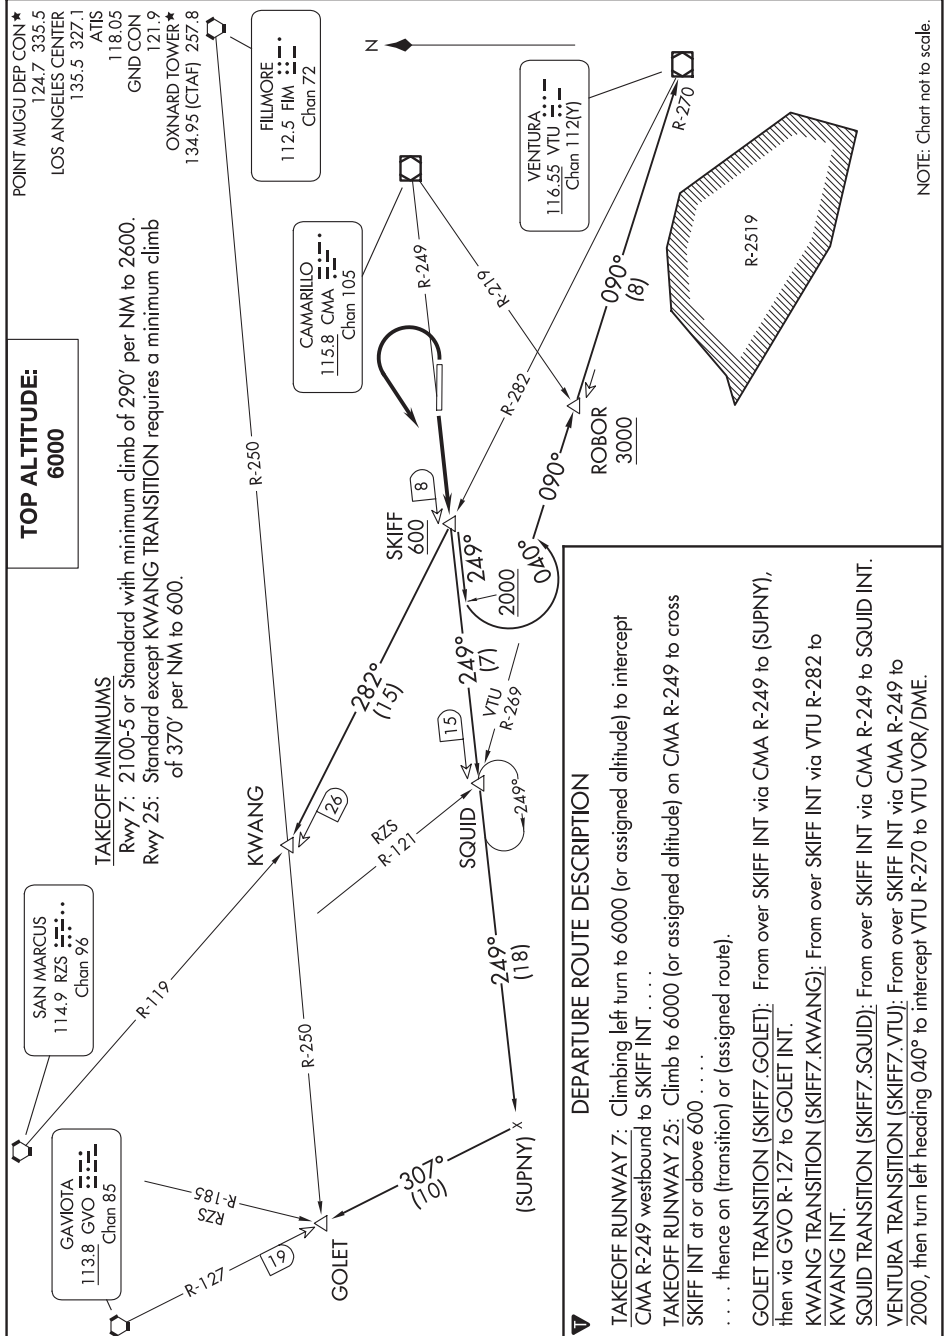 POINT MUGU DEP CON★
124.7 335.5
LOS ANGELES CENTER
135.5 327.1
ATIS
118.05
GND CON
121.9
OXNARD TOWER★
134.95 (CTAF) 257.8
TOP ALTITUDE:
6000
TAKEOFF MINIMUMS
Rwy 7: 2100-5 or Standard with minimum climb of 290' per NM to 2600.
Rwy 25: Standard except KWANG TRANSITION requires a minimum climb
of 370' per NM to 600.
SAN MARCUS
114.9 RZS
Chan 96
GAVIOTA
113.8 GVO
Chan 85
FILLMORE
112.5 FIM
Chan 72
CAMARILLO
115.8 CMA
Chan 105
VENTURA
116.55 VTU
Chan 112(Y)
N
R-119
R-250
R-250
R-127
19
RZS
R-185
GOLET
307°
(10)
(SUPNY)
X
249°
(18)
KWANG
26
RZS
R-121
282°
(15)
SQUID
15
249°
VTU
R-269
249°
(7)
SKIFF
600
8
249°
2000
040°
090°
ROBOR
3000
090°
(8)
R-249
R-219
R-282
R-270
R-2519
NOTE: Chart not to scale.
T
DEPARTURE ROUTE DESCRIPTION
TAKEOFF RUNWAY 7: Climbing left turn to 6000 (or assigned altitude) to intercept
CMA R-249 westbound to SKIFF INT . . . .
TAKEOFF RUNWAY 25: Climb to 6000 (or assigned altitude) on CMA R-249 to cross
SKIFF INT at or above 600 . . . .
. . . . thence on (transition) or (assigned route).
GOLET TRANSITION (SKIFF7.GOLET): From over SKIFF INT via CMA R-249 to (SUPNY),
then via GVO R-127 to GOLET INT.
KWANG TRANSITION (SKIFF7.KWANG): From over SKIFF INT via VTU R-282 to
KWANG INT.
SQUID TRANSITION (SKIFF7.SQUID): From over SKIFF INT via CMA R-249 to SQUID INT.
VENTURA TRANSITION (SKIFF7.VTU): From over SKIFF INT via CMA R-249 to
2000, then turn left heading 040° to intercept VTU R-270 to VTU VOR/DME.